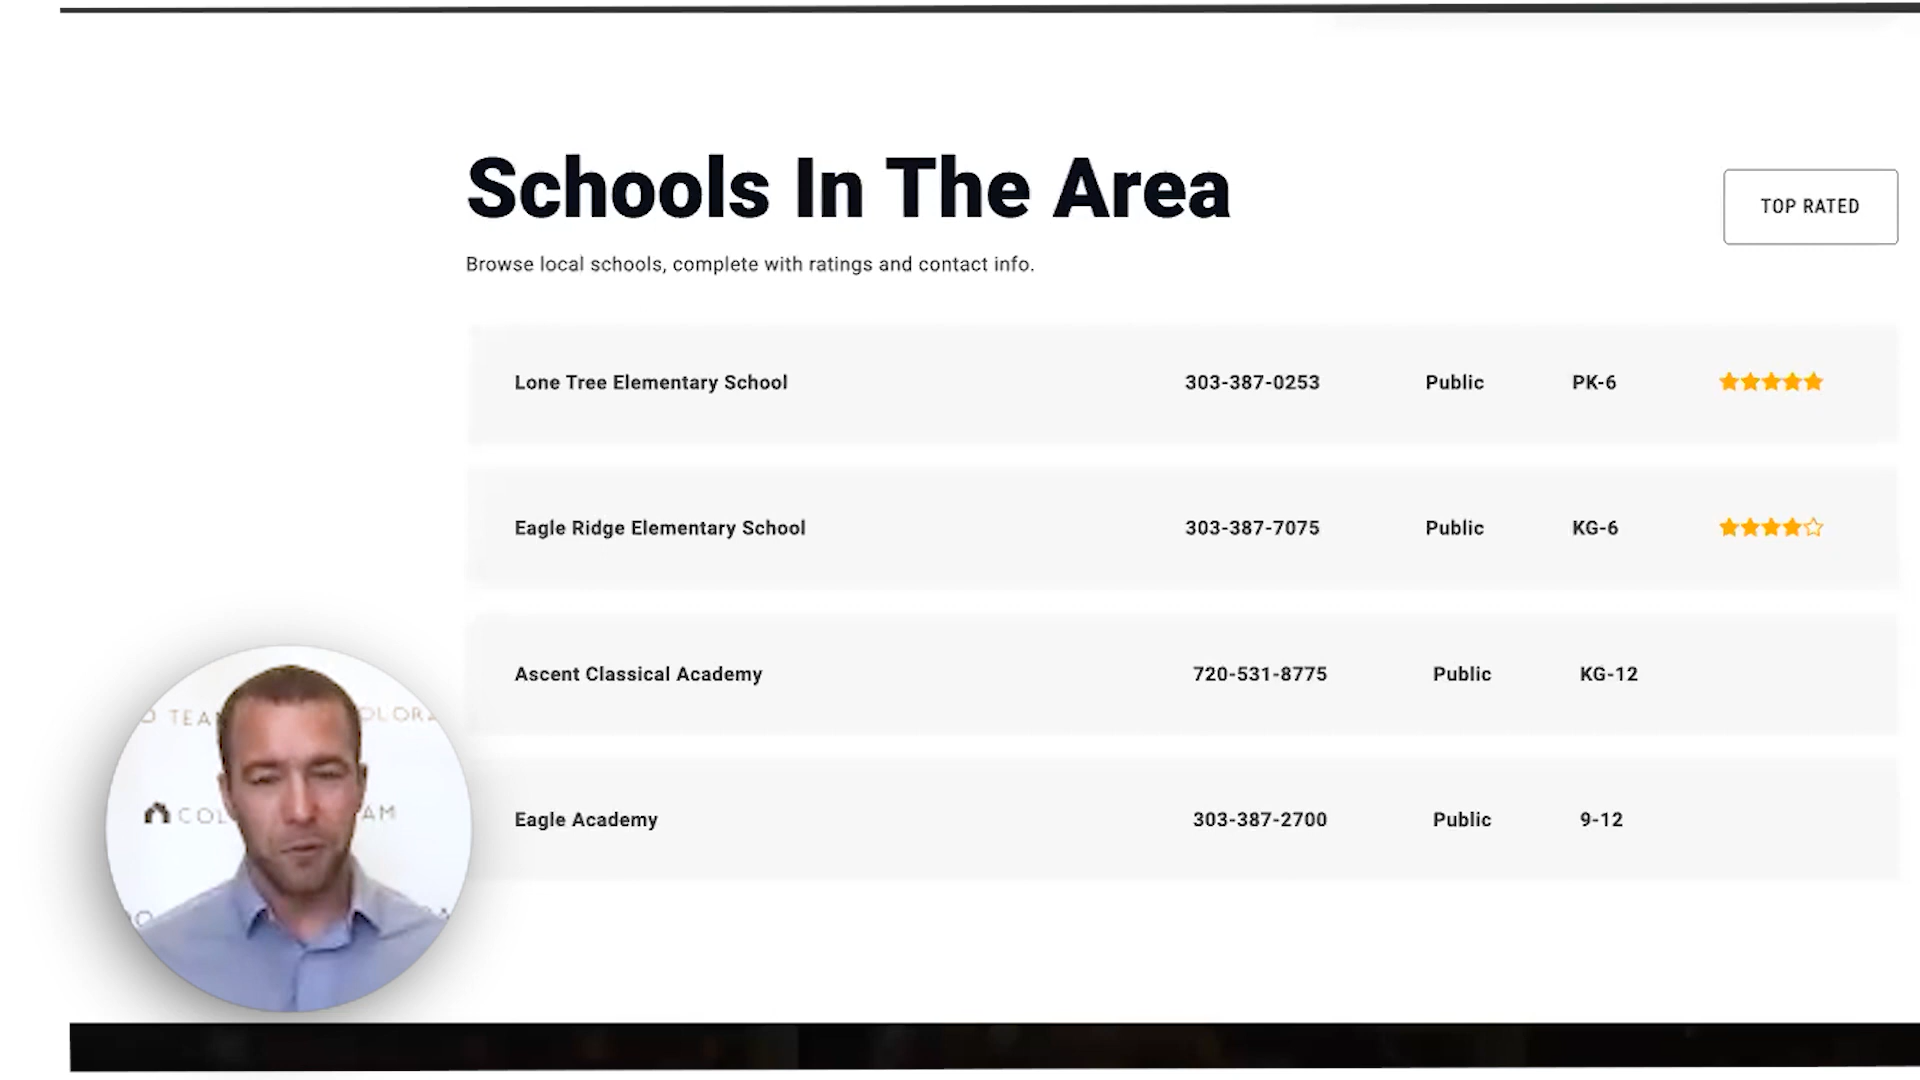 Schools In The Area
TOP RATED
Browse local schools, complete with ratings and contact info.
Lone Tree Elementary School 303-387-0253 Public PK-6
Eagle Ridge Elementary School 303-387-7075 Public KG-6
Ascent Classical Academy 720-531-8775 Public KG-12
Eagle Academy 303-387-2700 Public 9-12